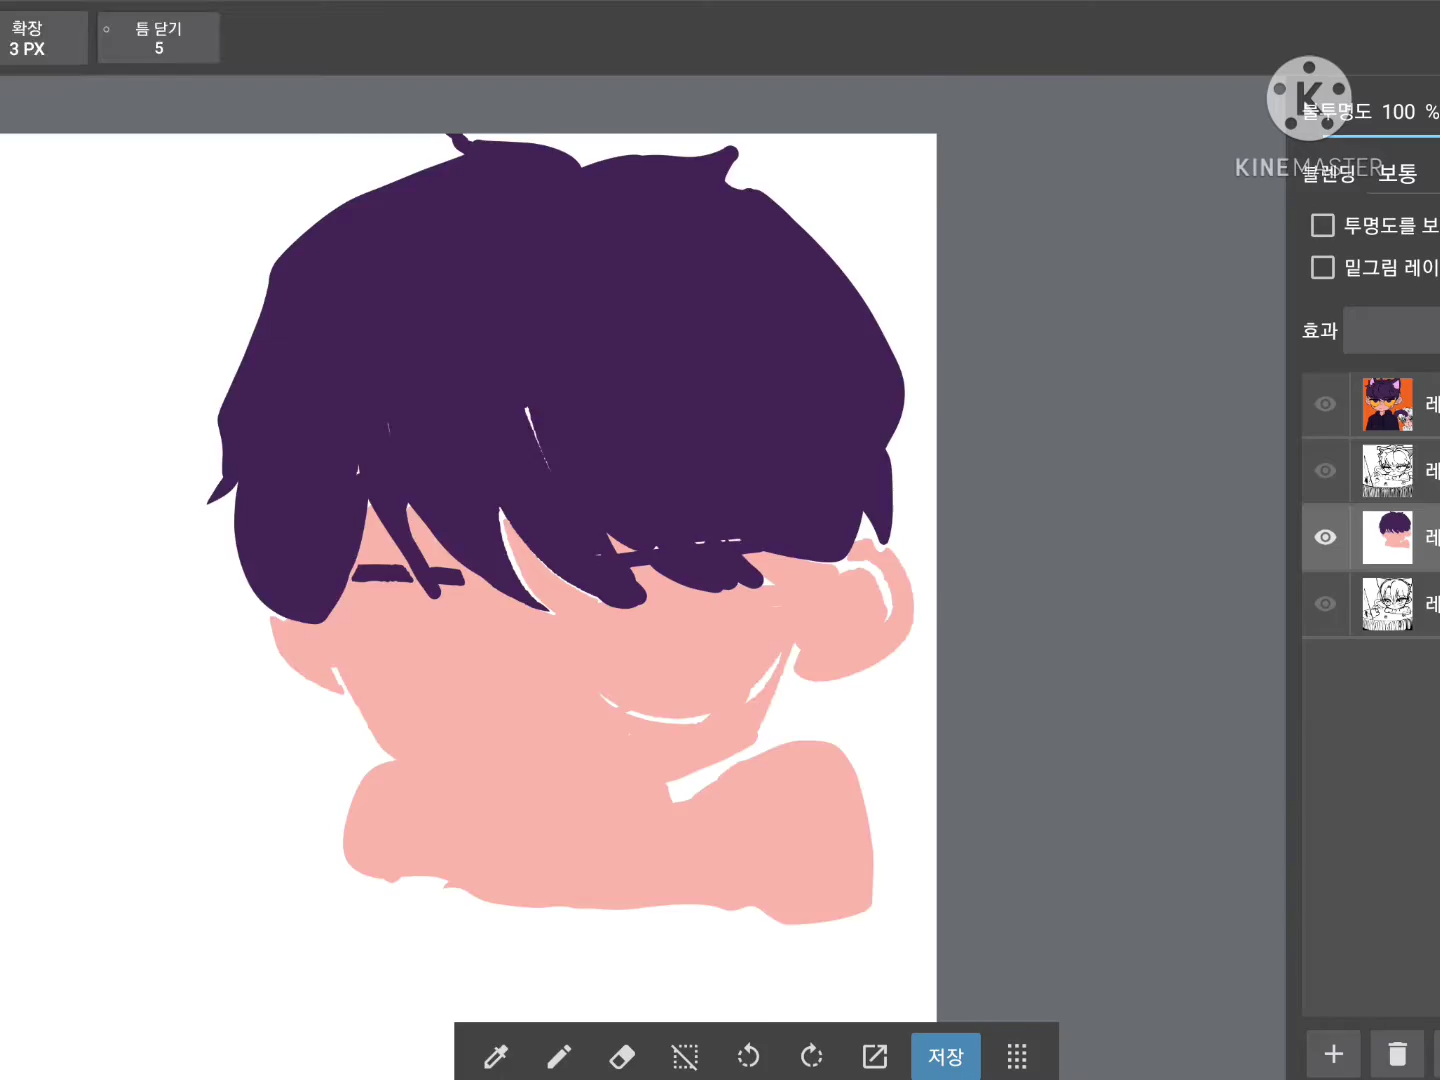 확장
3 PX
틈 닫기
5
불투명도 100 %
KINEMASTER
블렌딩 보통
투명도를 보
밑그림 레이
효과
레
레
레
레
저장